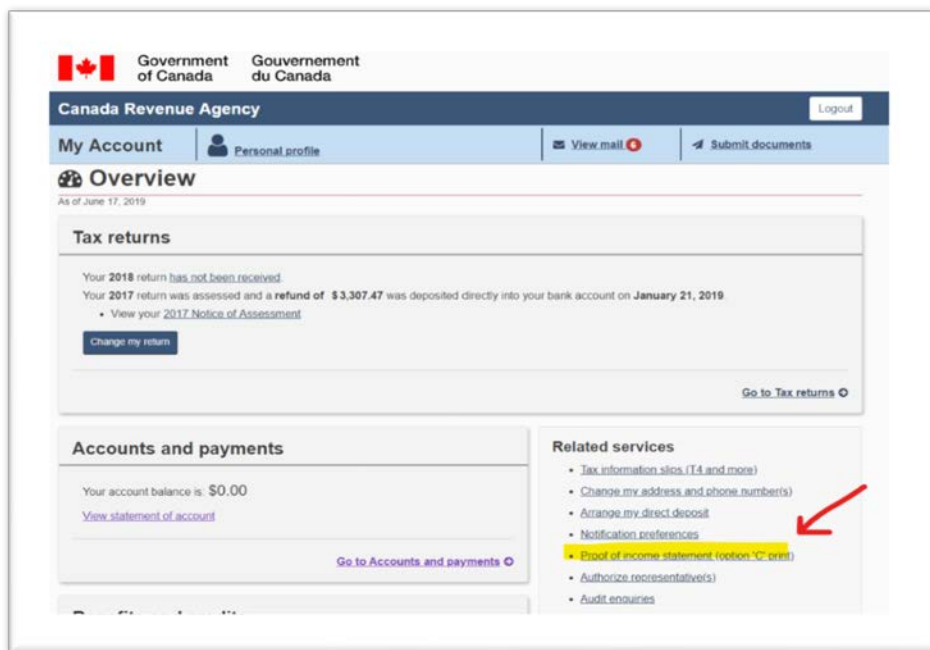 Government of Canada
Gouvernement du Canada
Canada Revenue Agency
Logout
My Account
Personal profile
View mail
Submit documents
Overview
As of June 17, 2019
Tax returns
Your 2018 return has not been received.
Your 2017 return was assessed and a refund of $3,307.47 was deposited directly into your bank account on January 21, 2019.
• View your 2017 Notice of Assessment
Change my return
Go to Tax returns
Accounts and payments
Your account balance is: $0.00
View statement of account
Go to Accounts and payments
Related services
• Tax information slips (T4 and more)
• Change my address and phone number(s)
• Arrange my direct deposit
• Notification preferences
• Proof of income statement (option 'C' print)
• Authorize representative(s)
• Audit enquiries